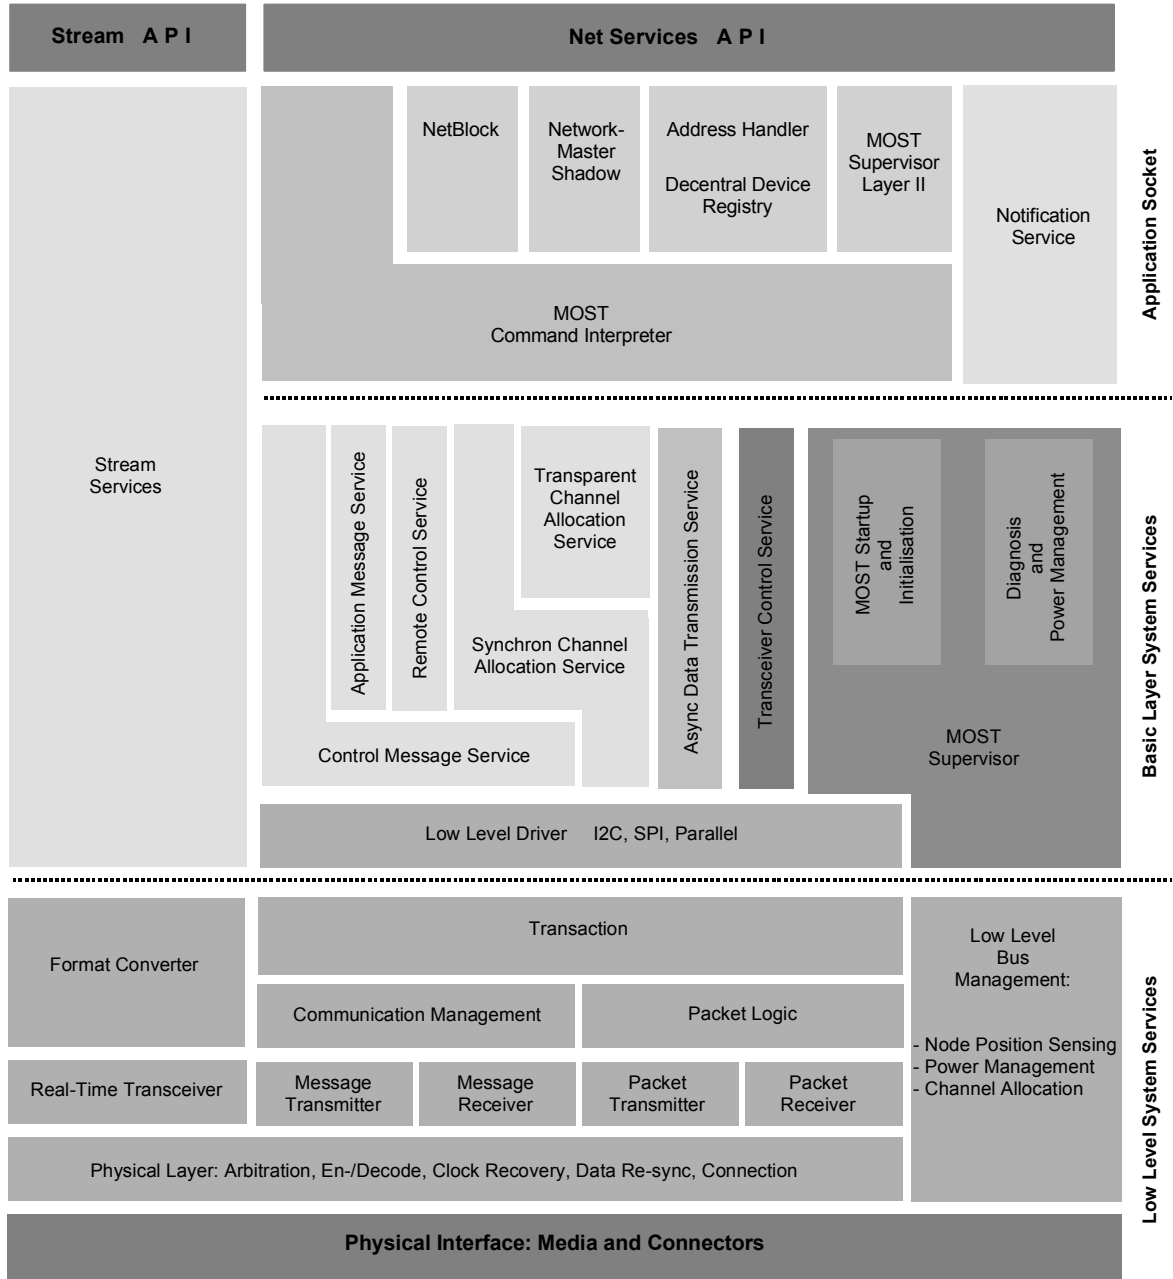 Stream A P I
Net Services A P I
NetBlock
Network-
Master
Shadow
Address Handler
Decentral Device
Registry
MOST
Supervisor
Layer II
Notification
Service
MOST
Command Interpreter
Application Socket
Stream
Services
Application Message Service
Remote Control Service
Transparent
Channel
Allocation
Service
Synchron Channel
Allocation Service
Control Message Service
Async Data Transmission Service
Transceiver Control Service
MOST Startup
and
Initialisation
Diagnosis
and
Power Management
MOST
Supervisor
Low Level Driver I2C, SPI, Parallel
Basic Layer System Services
Format Converter
Transaction
Communication Management
Packet Logic
Real-Time Transceiver
Message
Transmitter
Message
Receiver
Packet
Transmitter
Packet
Receiver
Low Level
Bus
Management:
- Node Position Sensing
- Power Management
- Channel Allocation
Physical Layer: Arbitration, En-/Decode, Clock Recovery, Data Re-sync, Connection
Low Level System Services
Physical Interface: Media and Connectors